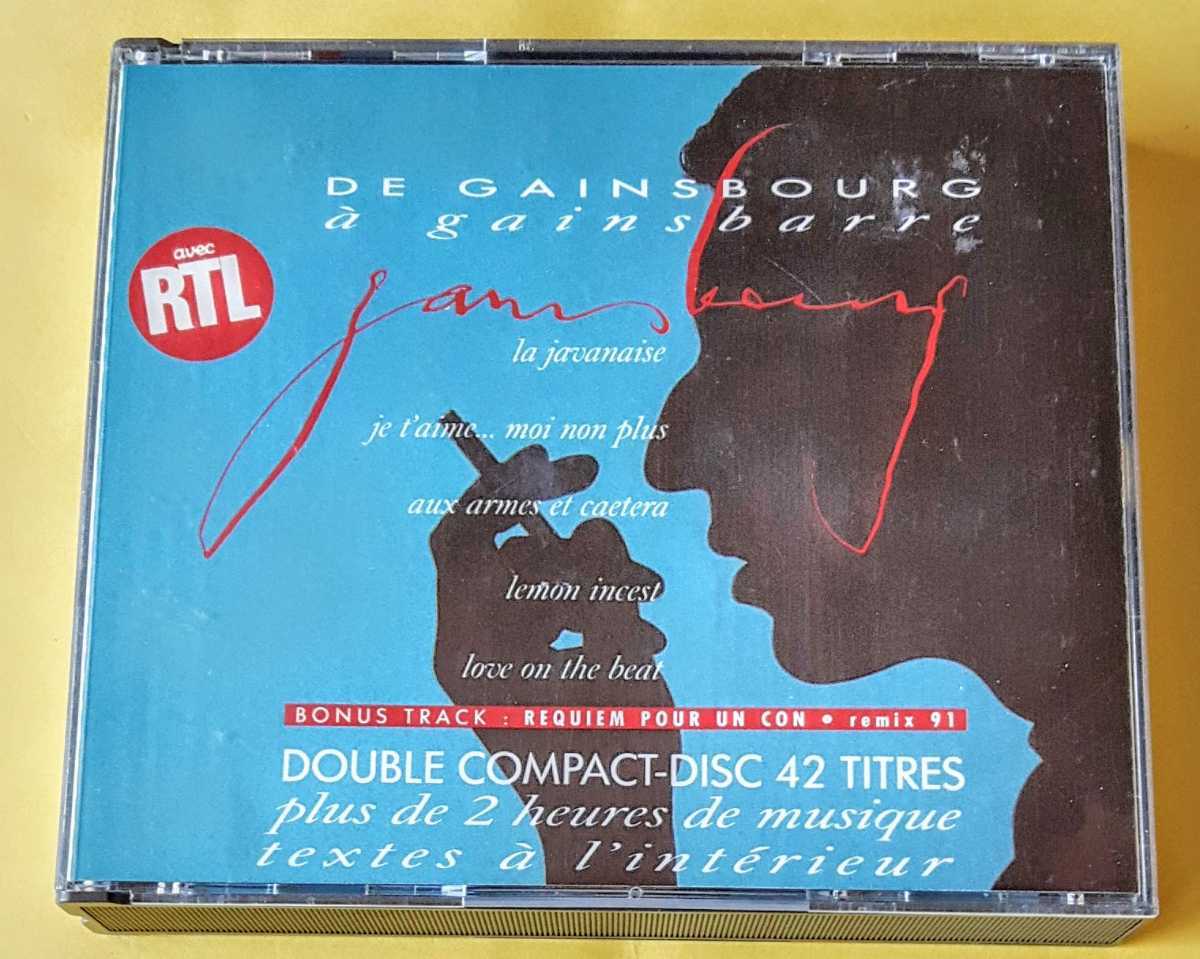 DE GAINSBOURG
à gainsbarre
avec
RTL
gainsbourg
la javanaise
je t'aime... moi non plus
aux armes et caetera
lemon incest
love on the beat
BONUS TRACK : REQUIEM POUR UN CON • remix 91
DOUBLE COMPACT-DISC 42 TITRES
plus de 2 heures de musique
textes à l'intérieur